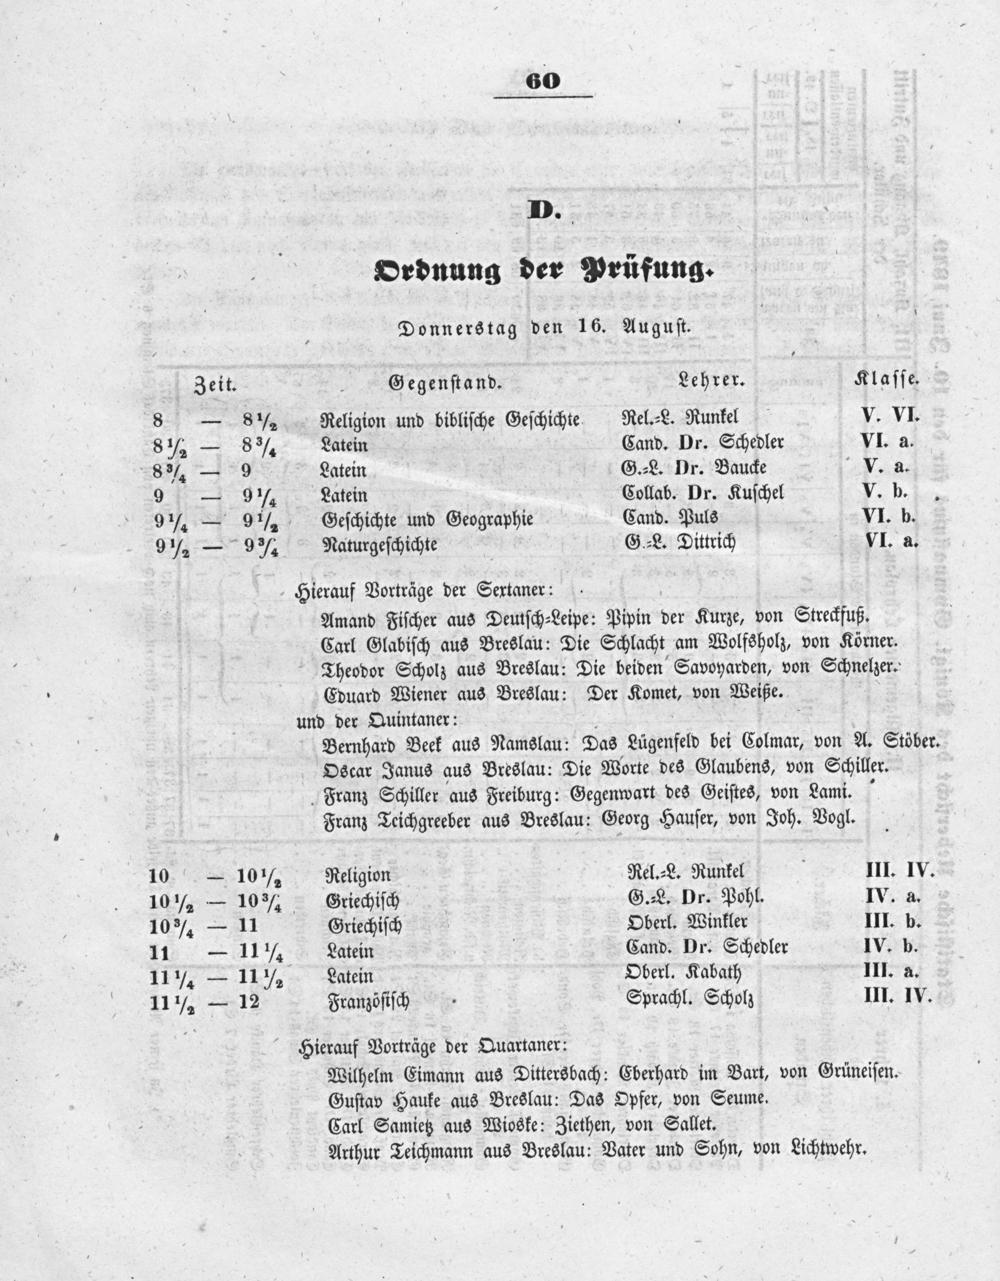 60
D.
Ordnung der Prüfung.
Donnerstag den 16. August.
Zeit. Gegenstand. Lehrer. Klasse.
8 — 8½ Religion und biblische Geschichte Rel.-L. Runkel V. VI.
8½ — 8¾ Latein Cand. Dr. Schedler VI. a.
8¾ — 9 Latein G.-L. Dr. Baucke V. a.
9 — 9¼ Latein Collab. Dr. Kuschel V. b.
9¼ — 9½ Geschichte und Geographie Cand. Puls VI. b.
9½ — 9¾ Naturgeschichte G.-L. Dittrich VI. a.
Hierauf Vorträge der Sextaner:
Amand Fischer aus Deutsch-Leipe: Pipin der Kurze, von Streckfuß.
Carl Glabisch aus Breslau: Die Schlacht am Wolfsholz, von Körner.
Theodor Scholz aus Breslau: Die beiden Savoyarden, von Schnelzer.
Eduard Wiener aus Breslau: Der Komet, von Weiße.
und der Quintaner:
Bernhard Beek aus Namslau: Das Lügenfeld bei Colmar, von A. Stöber.
Oscar Janus aus Breslau: Die Worte des Glaubens, von Schiller.
Franz Schiller aus Freiburg: Gegenwart des Geistes, von Lami.
Franz Teichgreeber aus Breslau: Georg Hauser, von Joh. Vogl.
10 — 10½ Religion Rel.-L. Runkel III. IV.
10½ — 10¾ Griechisch G.-L. Dr. Pohl. IV. a.
10¾ — 11 Griechisch Oberl. Winkler III. b.
11 — 11¼ Latein Cand. Dr. Schedler IV. b.
11¼ — 11½ Latein Oberl. Kabath III. a.
11½ — 12 Französisch Sprachl. Scholz III. IV.
Hierauf Vorträge der Quartaner:
Wilhelm Eimann aus Dittersbach: Eberhard im Bart, von Grüneisen.
Gustav Hauke aus Breslau: Das Opfer, von Seume.
Carl Samietz aus Wioske: Ziethen, von Sallet.
Arthur Teichmann aus Breslau: Vater und Sohn, von Lichtwehr.